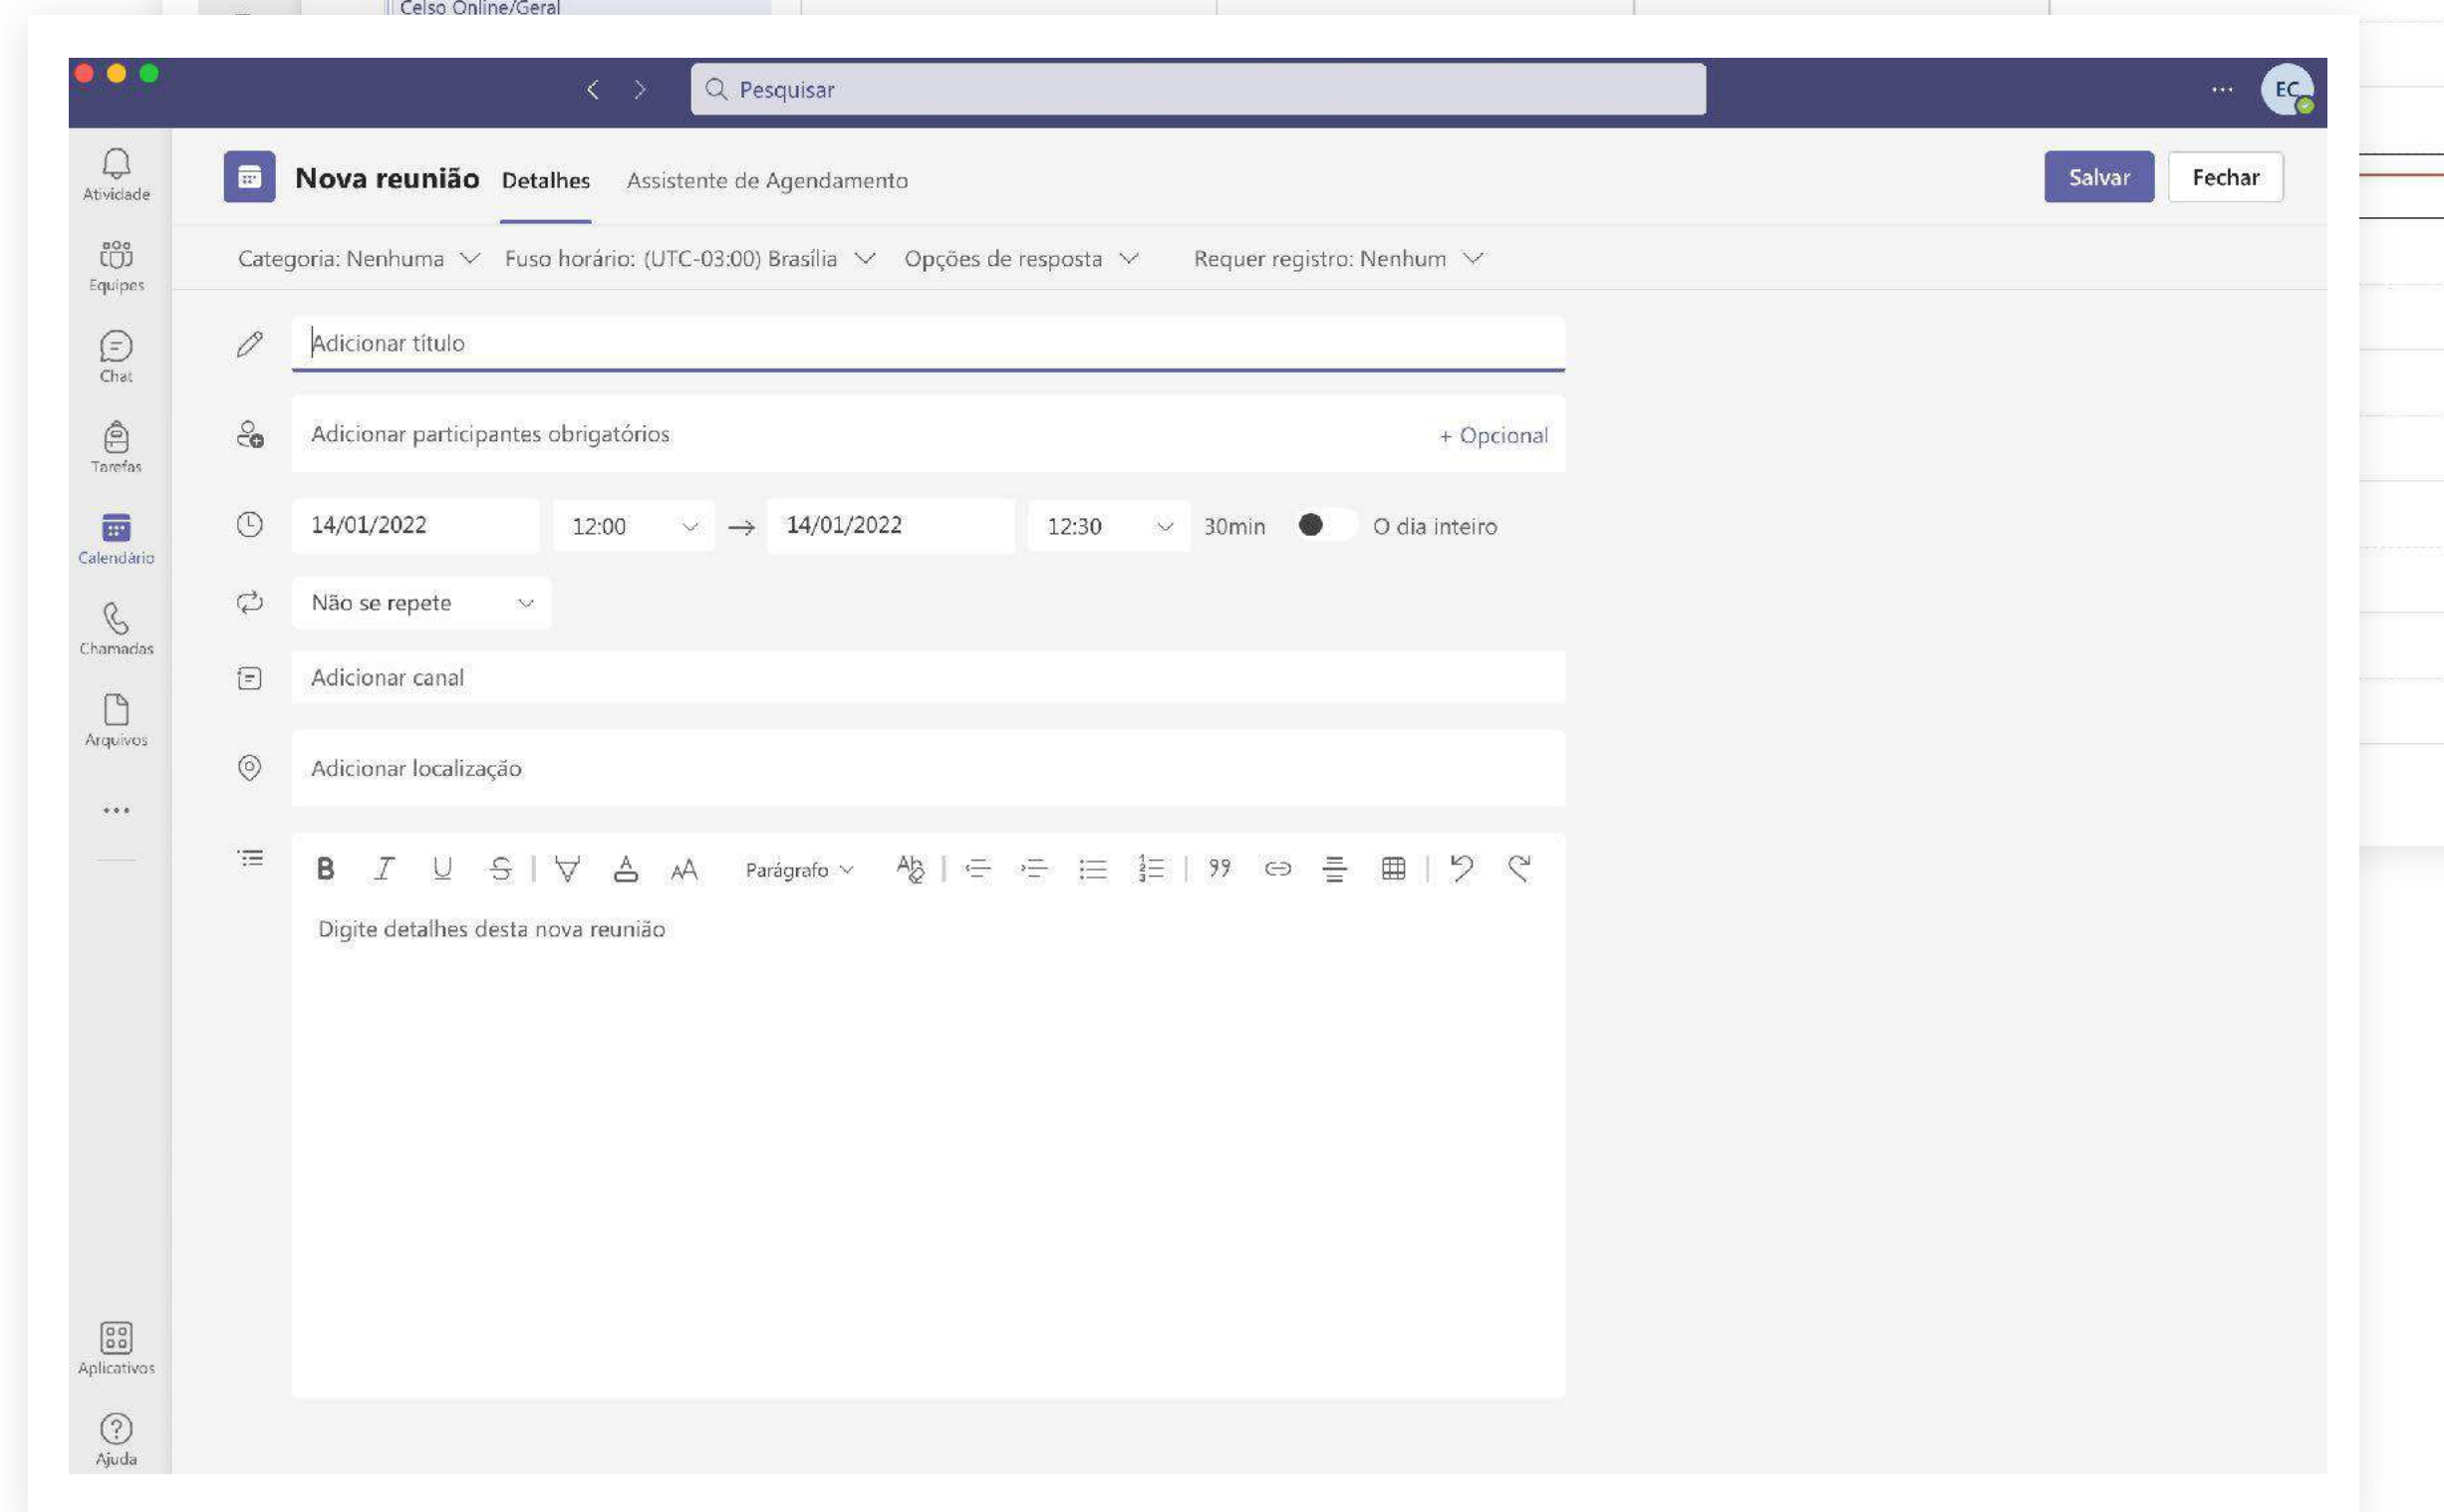 Celso Online/Geral
Pesquisar
EC
Atividade
Nova reunião Detalhes Assistente de Agendamento
Salvar Fechar
Equipes
Categoria: Nenhuma Fuso horário: (UTC-03:00) Brasília Opções de resposta Requer registro: Nenhum
Chat
Adicionar título
Tarefas
Adicionar participantes obrigatórios + Opcional
Calendário
14/01/2022 12:00 → 14/01/2022 12:30 30min O dia inteiro
Chamadas
Não se repete
Arquivos
Adicionar canal
Adicionar localização
B I U S A AA Parágrafo Ab 99
Digite detalhes desta nova reunião
Aplicativos
Ajuda